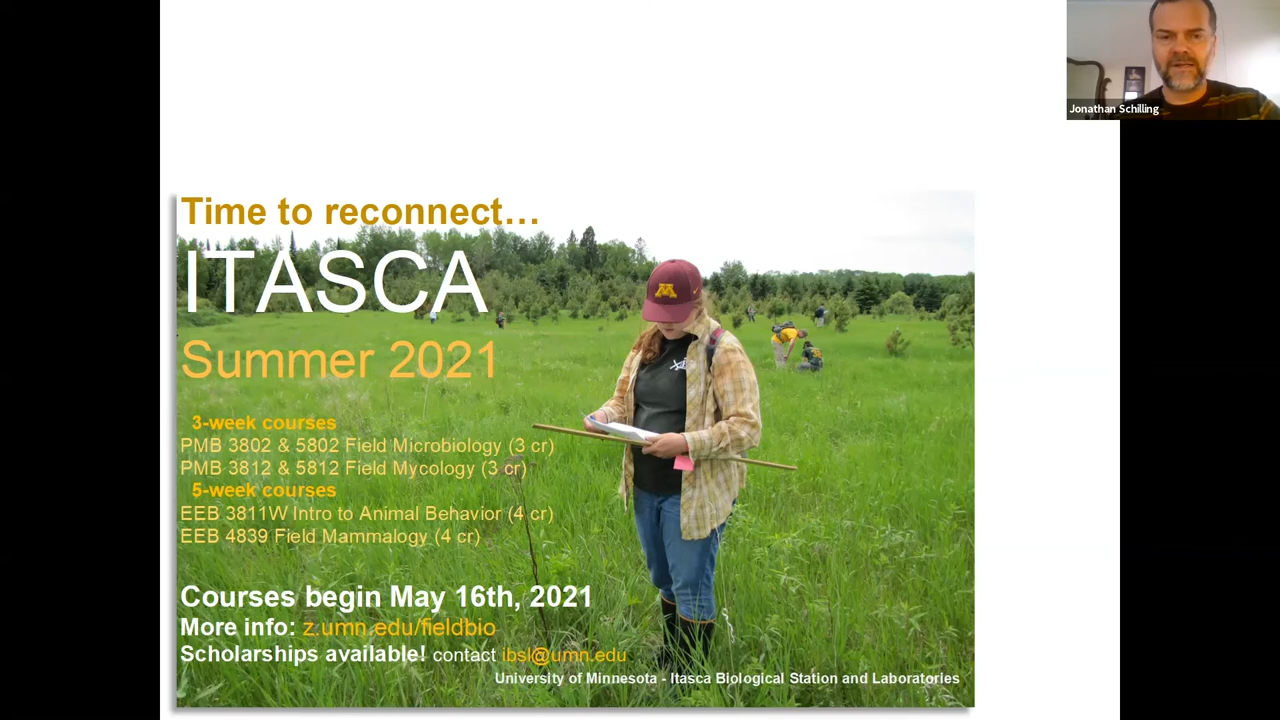 Jonathan Schilling
Time to reconnect...
ITASCA
Summer 2021
3-week courses
PMB 3802 & 5802 Field Microbiology (3 cr)
PMB 3812 & 5812 Field Mycology (3 cr)
5-week courses
EEB 3811W Intro to Animal Behavior (4 cr)
EEB 4839 Field Mammalogy (4 cr)
Courses begin May 16th, 2021
More info: z.umn.edu/fieldbio
Scholarships available! contact ibsl@umn.edu
University of Minnesota - Itasca Biological Station and Laboratories
M